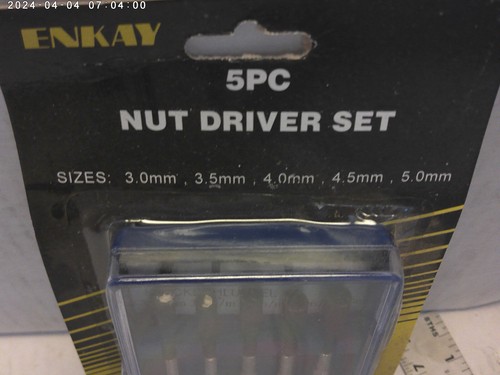 2024-04-04 07:04:00
ENKAY
5PC
NUT DRIVER SET
SIZES: 3.0mm , 3.5mm , 4.0mm , 4.5mm , 5.0mm